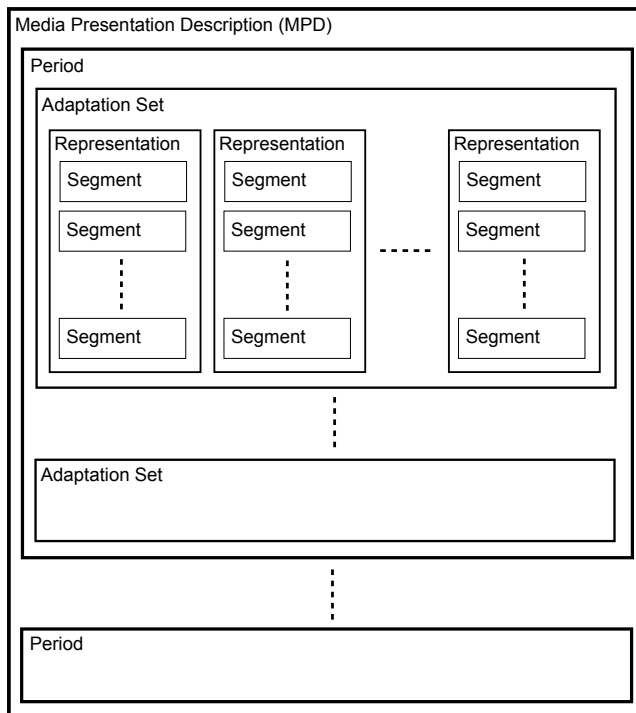 Media Presentation Description (MPD)
Period
Adaptation Set
Representation Representation Representation
Segment Segment Segment
Segment Segment Segment
Segment Segment Segment
Adaptation Set
Period